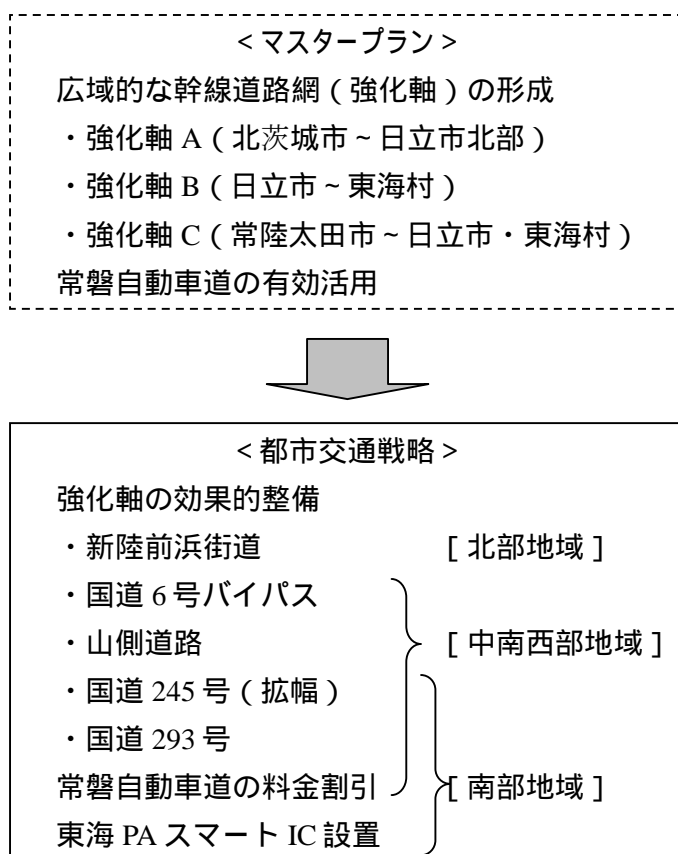 <マスタープラン>
広域的な幹線道路網(強化軸)の形成
・強化軸 A(北茨城市~日立市北部)
・強化軸 B(日立市~東海村)
・強化軸 C(常陸太田市~日立市・東海村)
常磐自動車道の有効活用
<都市交通戦略>
強化軸の効果的整備
・新陸前浜街道 [北部地域]
・国道 6 号バイパス
・山側道路 [中南西部地域]
・国道 245 号(拡幅)
・国道 293 号
常磐自動車道の料金割引 [南部地域]
東海 PA スマート IC 設置